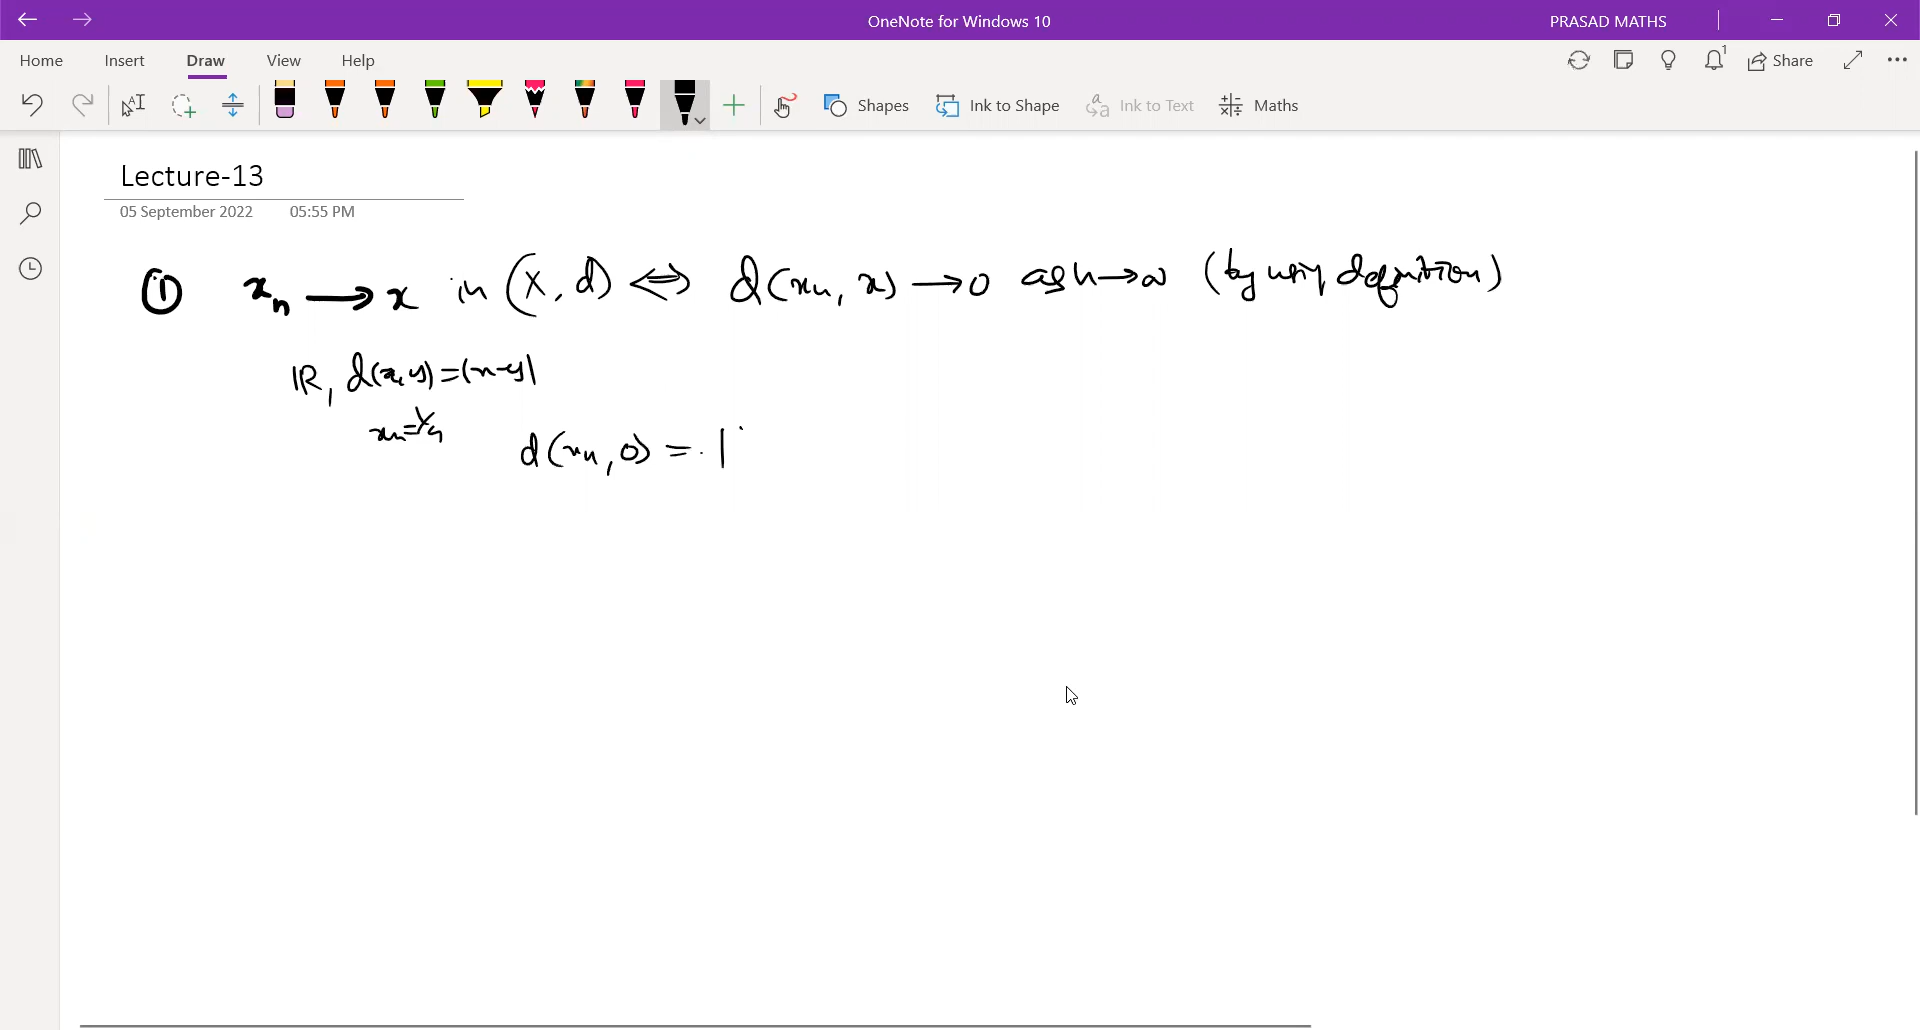 OneNote for Windows 10
PRASAD MATHS
Home Insert Draw View Help
1 Share
Shapes Ink to Shape Ink to Text Maths
Lecture-13
05 September 2022 05:55 PM
① xₙ → x in (X, d) ⇔ d(xₙ, x) → 0 as n → ∞ (by using definition)
ℝ, d(x, y) = |x-y|
xₙ = 1/n
d(xₙ, 0) = |